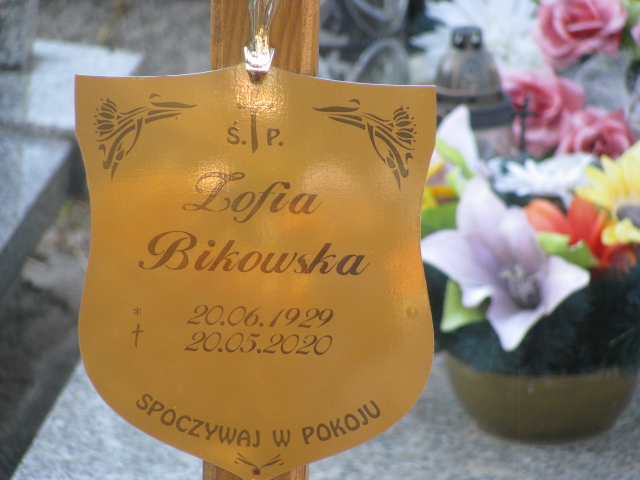 Ś. P.
Zofia
Bikowska
* 20.06.1929
† 20.05.2020
SPOCZYWAJ W POKOJU